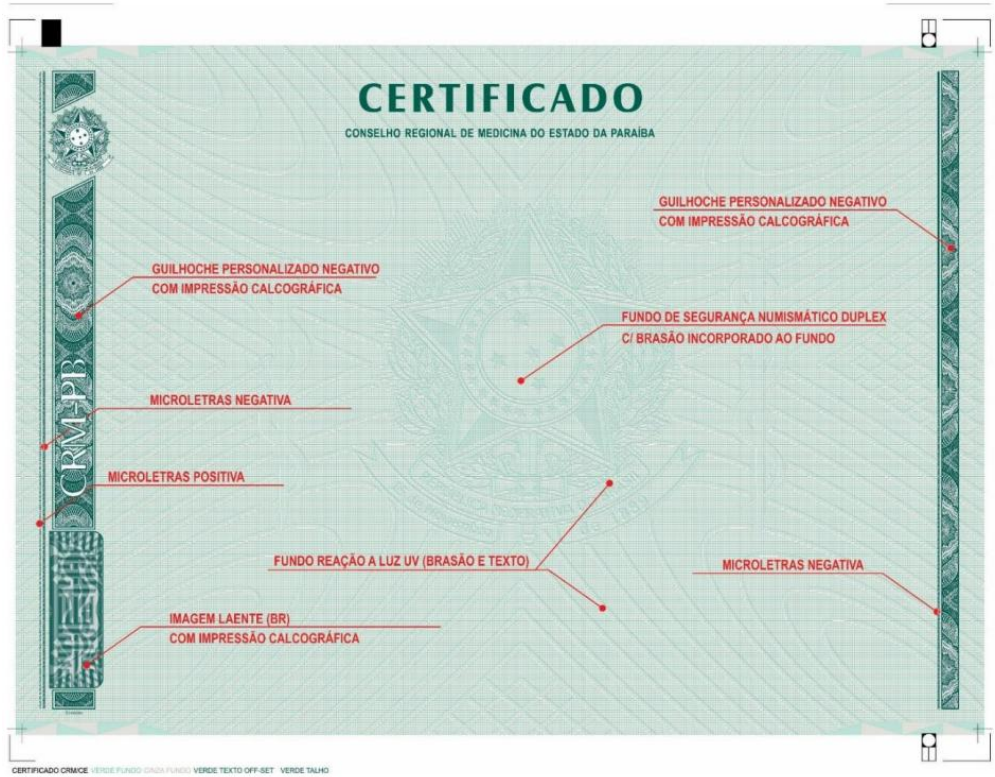 CERTIFICADO
CONSELHO REGIONAL DE MEDICINA DO ESTADO DA PARAÍBA
GUILHOCHE PERSONALIZADO NEGATIVO
COM IMPRESSÃO CALCOGRÁFICA
GUILHOCHE PERSONALIZADO NEGATIVO
COM IMPRESSÃO CALCOGRÁFICA
FUNDO DE SEGURANÇA NUMISMÁTICO DUPLEX
C/ BRASÃO INCORPORADO AO FUNDO
MICROLETRAS NEGATIVA
CRM-PB
MICROLETRAS POSITIVA
FUNDO REAÇÃO A LUZ UV (BRASÃO E TEXTO)
MICROLETRAS NEGATIVA
IMAGEM LAENTE (BR)
COM IMPRESSÃO CALCOGRÁFICA
CERTIFICADO CRM/CE VERDE FUNDO CINZA FUNDO VERDE TEXTO OFF-SET VERDE TALHO